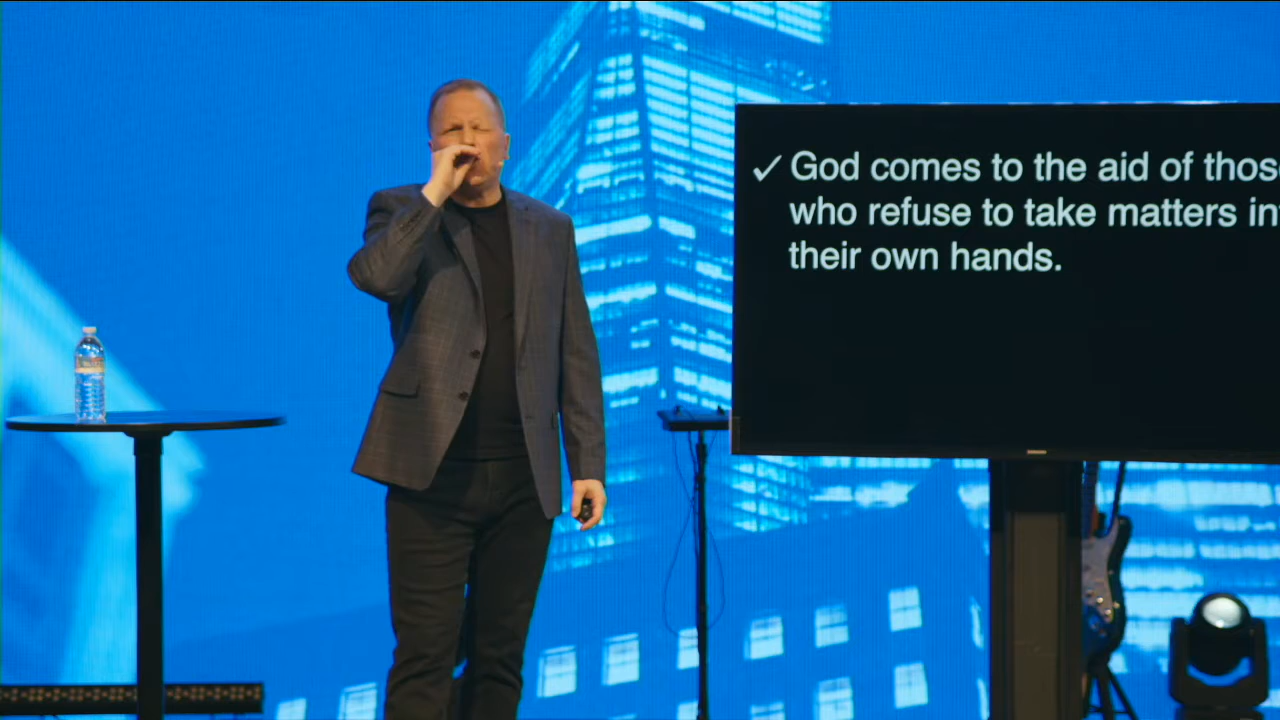 ✓ God comes to the aid of thos
who refuse to take matters in
their own hands.